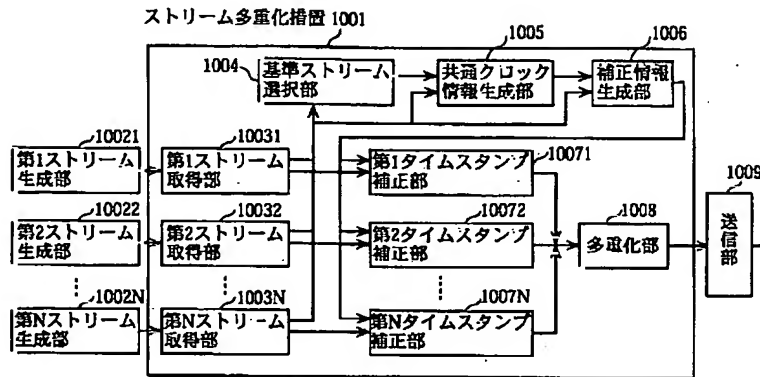 ストリーム多重化措置 1001
1004
基準ストリーム
選択部
1005
共通クロック
情報生成部
1006
補正情報
生成部
10021
第1ストリーム
生成部
10031
第1ストリーム
取得部
10071
第1タイムスタンプ
補正部
10022
第2ストリーム
生成部
10032
第2ストリーム
取得部
10072
第2タイムスタンプ
補正部
1008
多重化部
1009
送信部
1002N
第Nストリーム
生成部
1003N
第Nストリーム
取得部
1007N
第Nタイムスタンプ
補正部